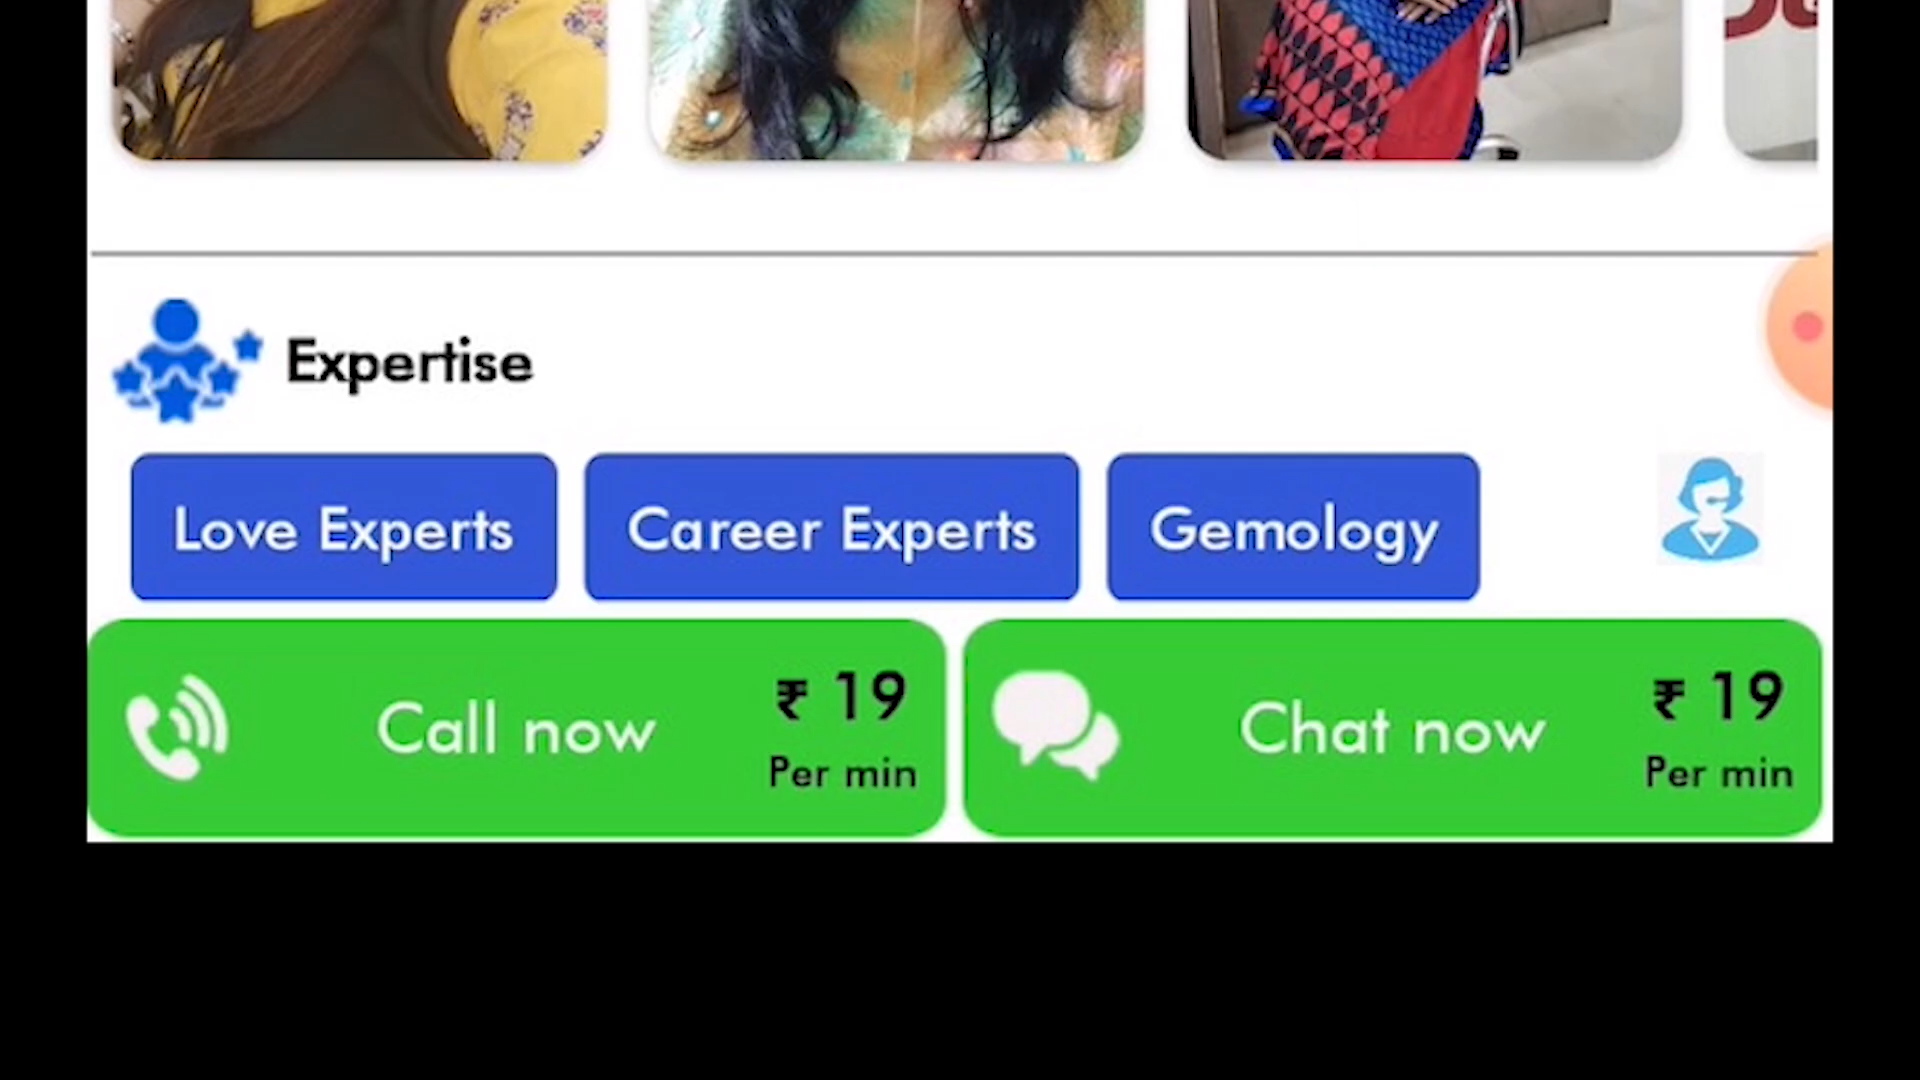 Expertise
Love Experts
Career Experts
Gemology
Call now
₹ 19
Per min
Chat now
₹ 19
Per min